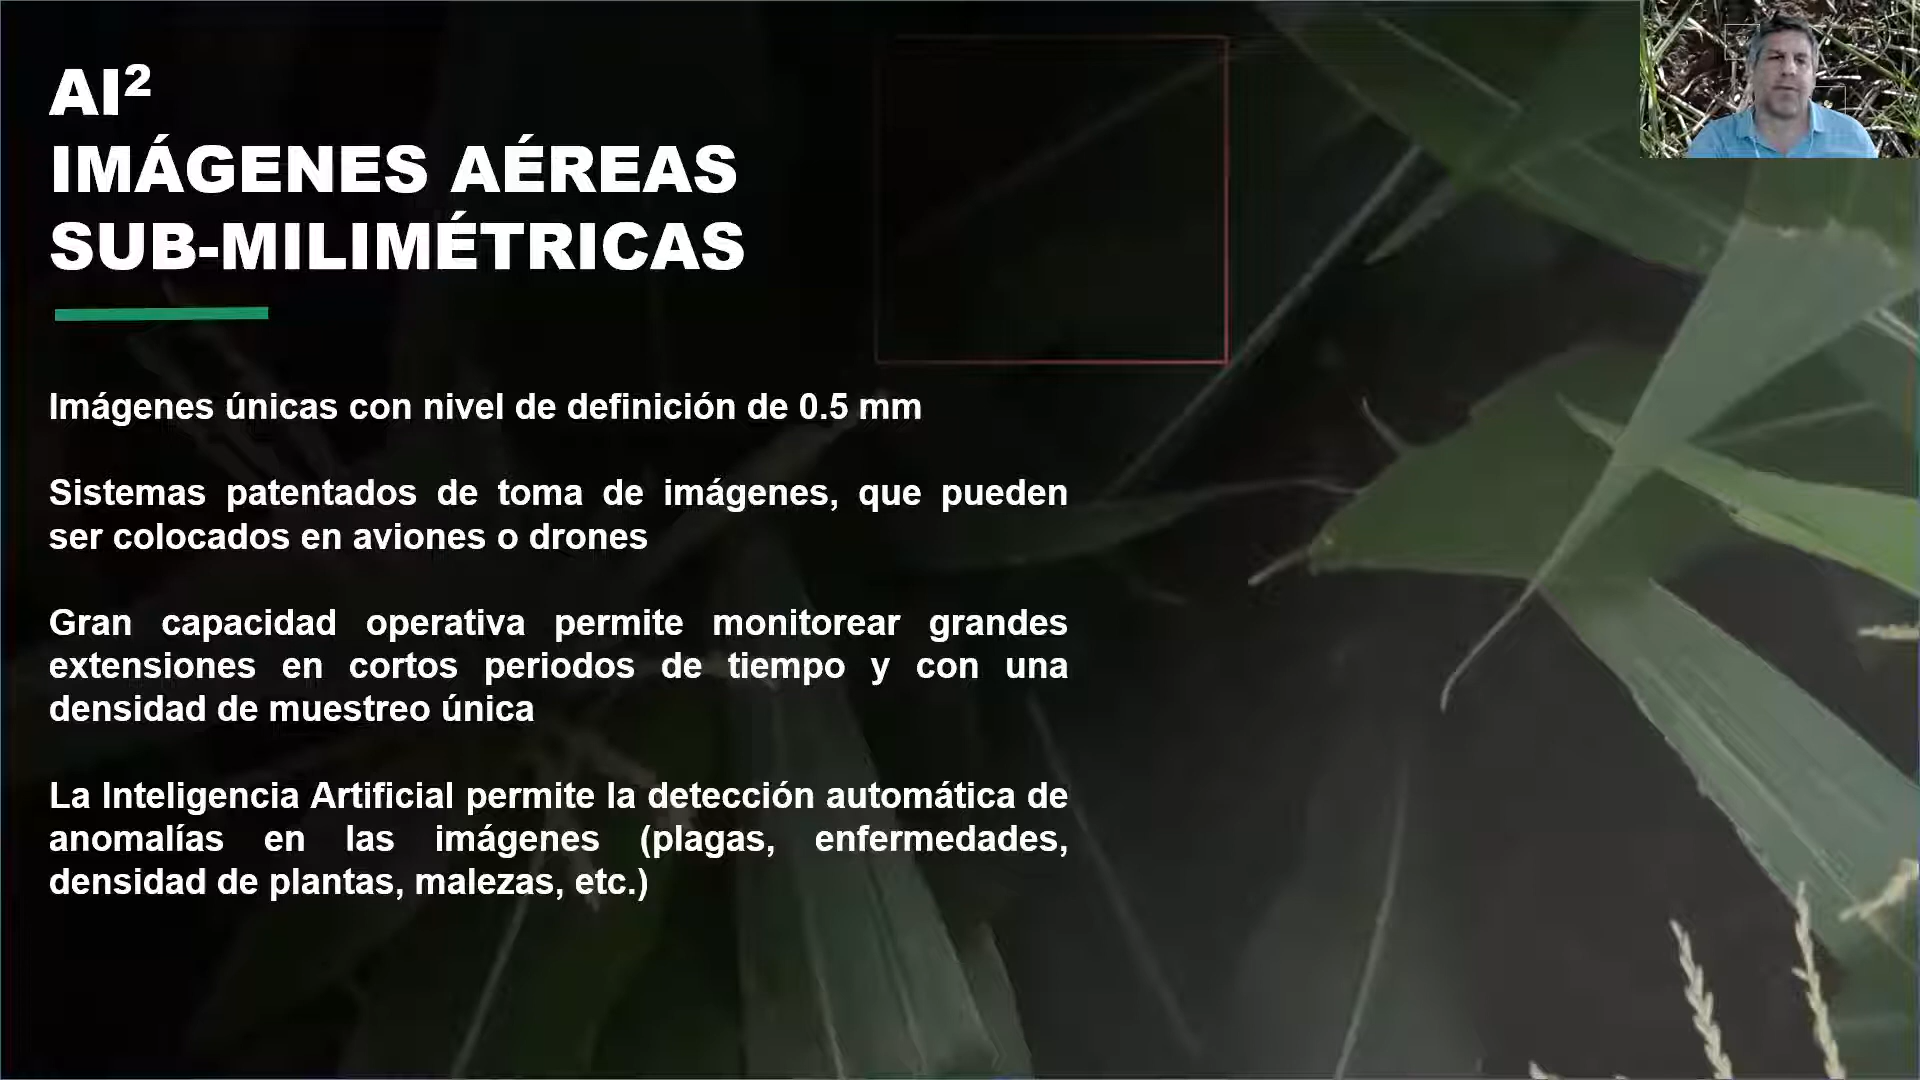 AI²
IMÁGENES AÉREAS
SUB-MILIMÉTRICAS
Imágenes únicas con nivel de definición de 0.5 mm
Sistemas patentados de toma de imágenes, que pueden
ser colocados en aviones o drones
Gran capacidad operativa permite monitorear grandes
extensiones en cortos periodos de tiempo y con una
densidad de muestreo única
La Inteligencia Artificial permite la detección automática de
anomalías en las imágenes (plagas, enfermedades,
densidad de plantas, malezas, etc.)